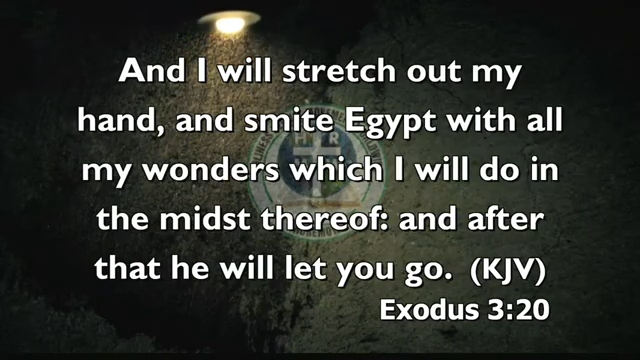 And I will stretch out my
hand, and smite Egypt with all
my wonders which I will do in
the midst thereof: and after
that he will let you go. (KJV)
Exodus 3:20